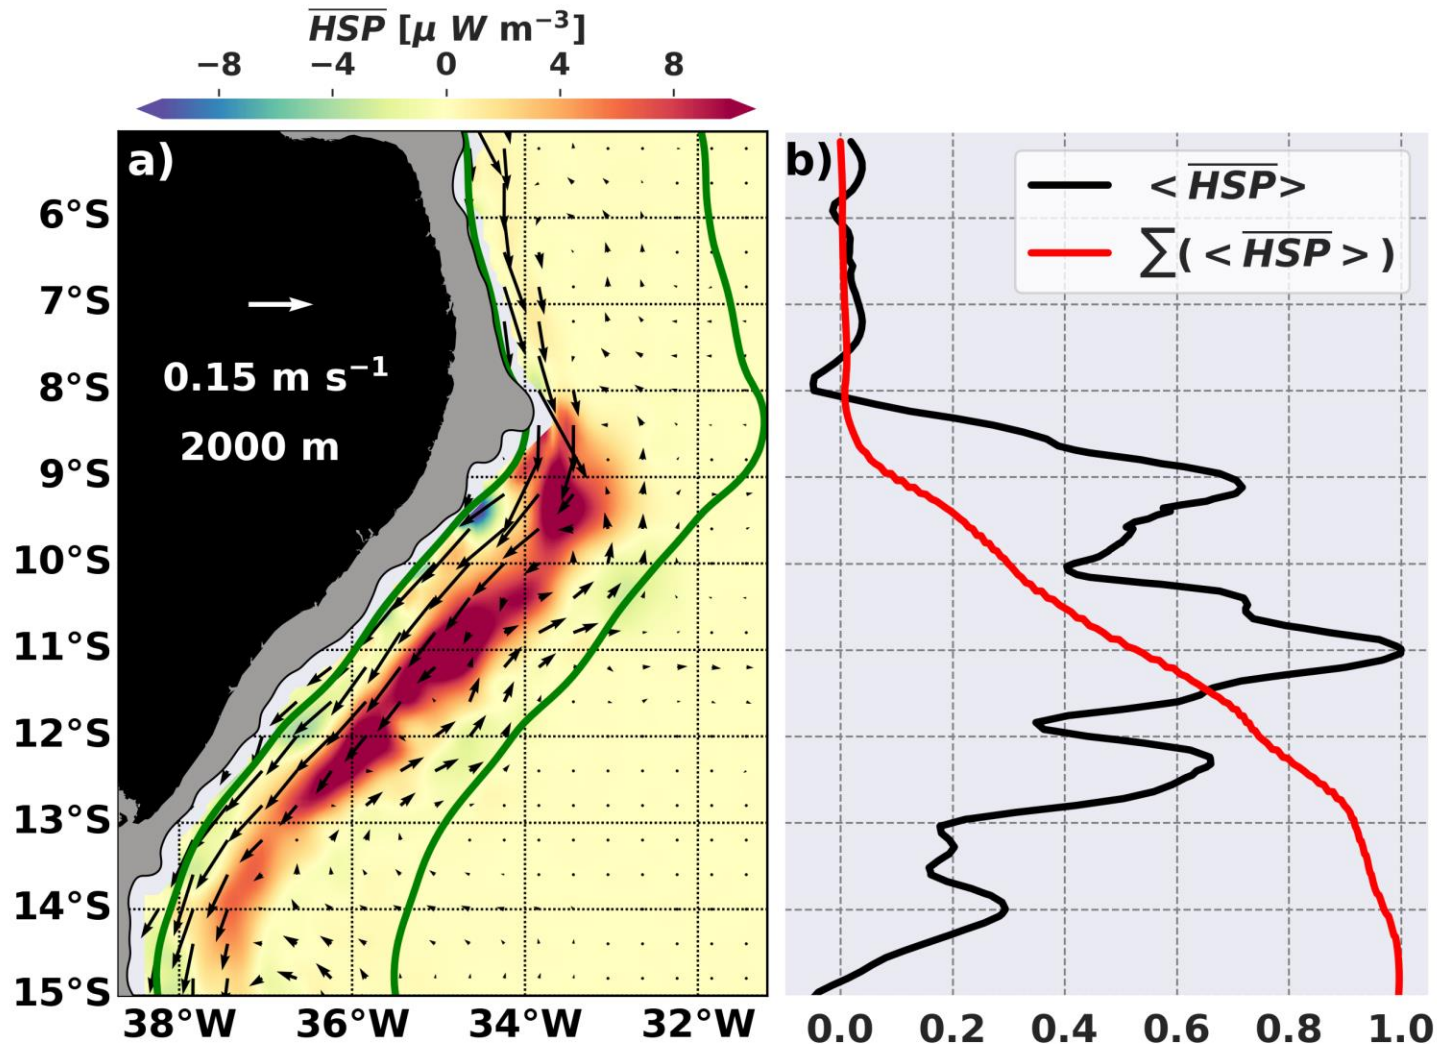 HSP [μ W m⁻³]
−8 −4 0 4 8
a)
6°S
7°S
8°S
9°S
10°S
11°S
12°S
13°S
14°S
15°S
0.15 m s⁻¹
2000 m
38°W 36°W 34°W 32°W
b)
< HSP >
∑( < HSP > )
0.0 0.2 0.4 0.6 0.8 1.0